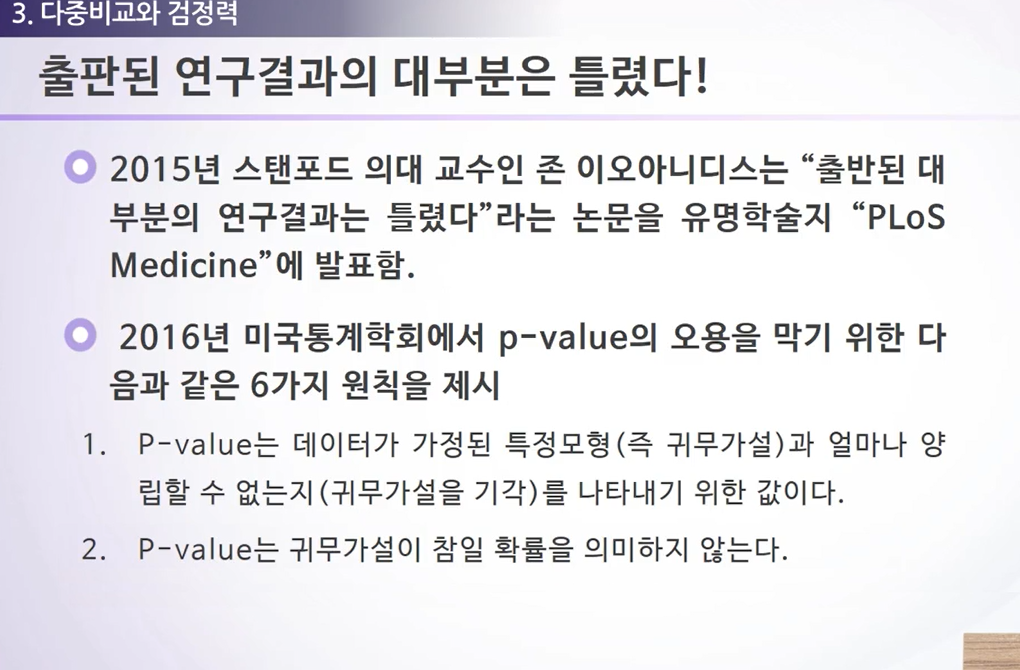 3. 다중비교와 검정력
출판된 연구결과의 대부분은 틀렸다!
2015년 스탠포드 의대 교수인 존 이오아니디스는 “출반된 대
부분의 연구결과는 틀렸다”라는 논문을 유명학술지 “PLoS
Medicine”에 발표함.
2016년 미국통계학회에서 p-value의 오용을 막기 위한 다
음과 같은 6가지 원칙을 제시
1. P-value는 데이터가 가정된 특정모형(즉 귀무가설)과 얼마나 양
립할 수 없는지(귀무가설을 기각)를 나타내기 위한 값이다.
2. P-value는 귀무가설이 참일 확률을 의미하지 않는다.